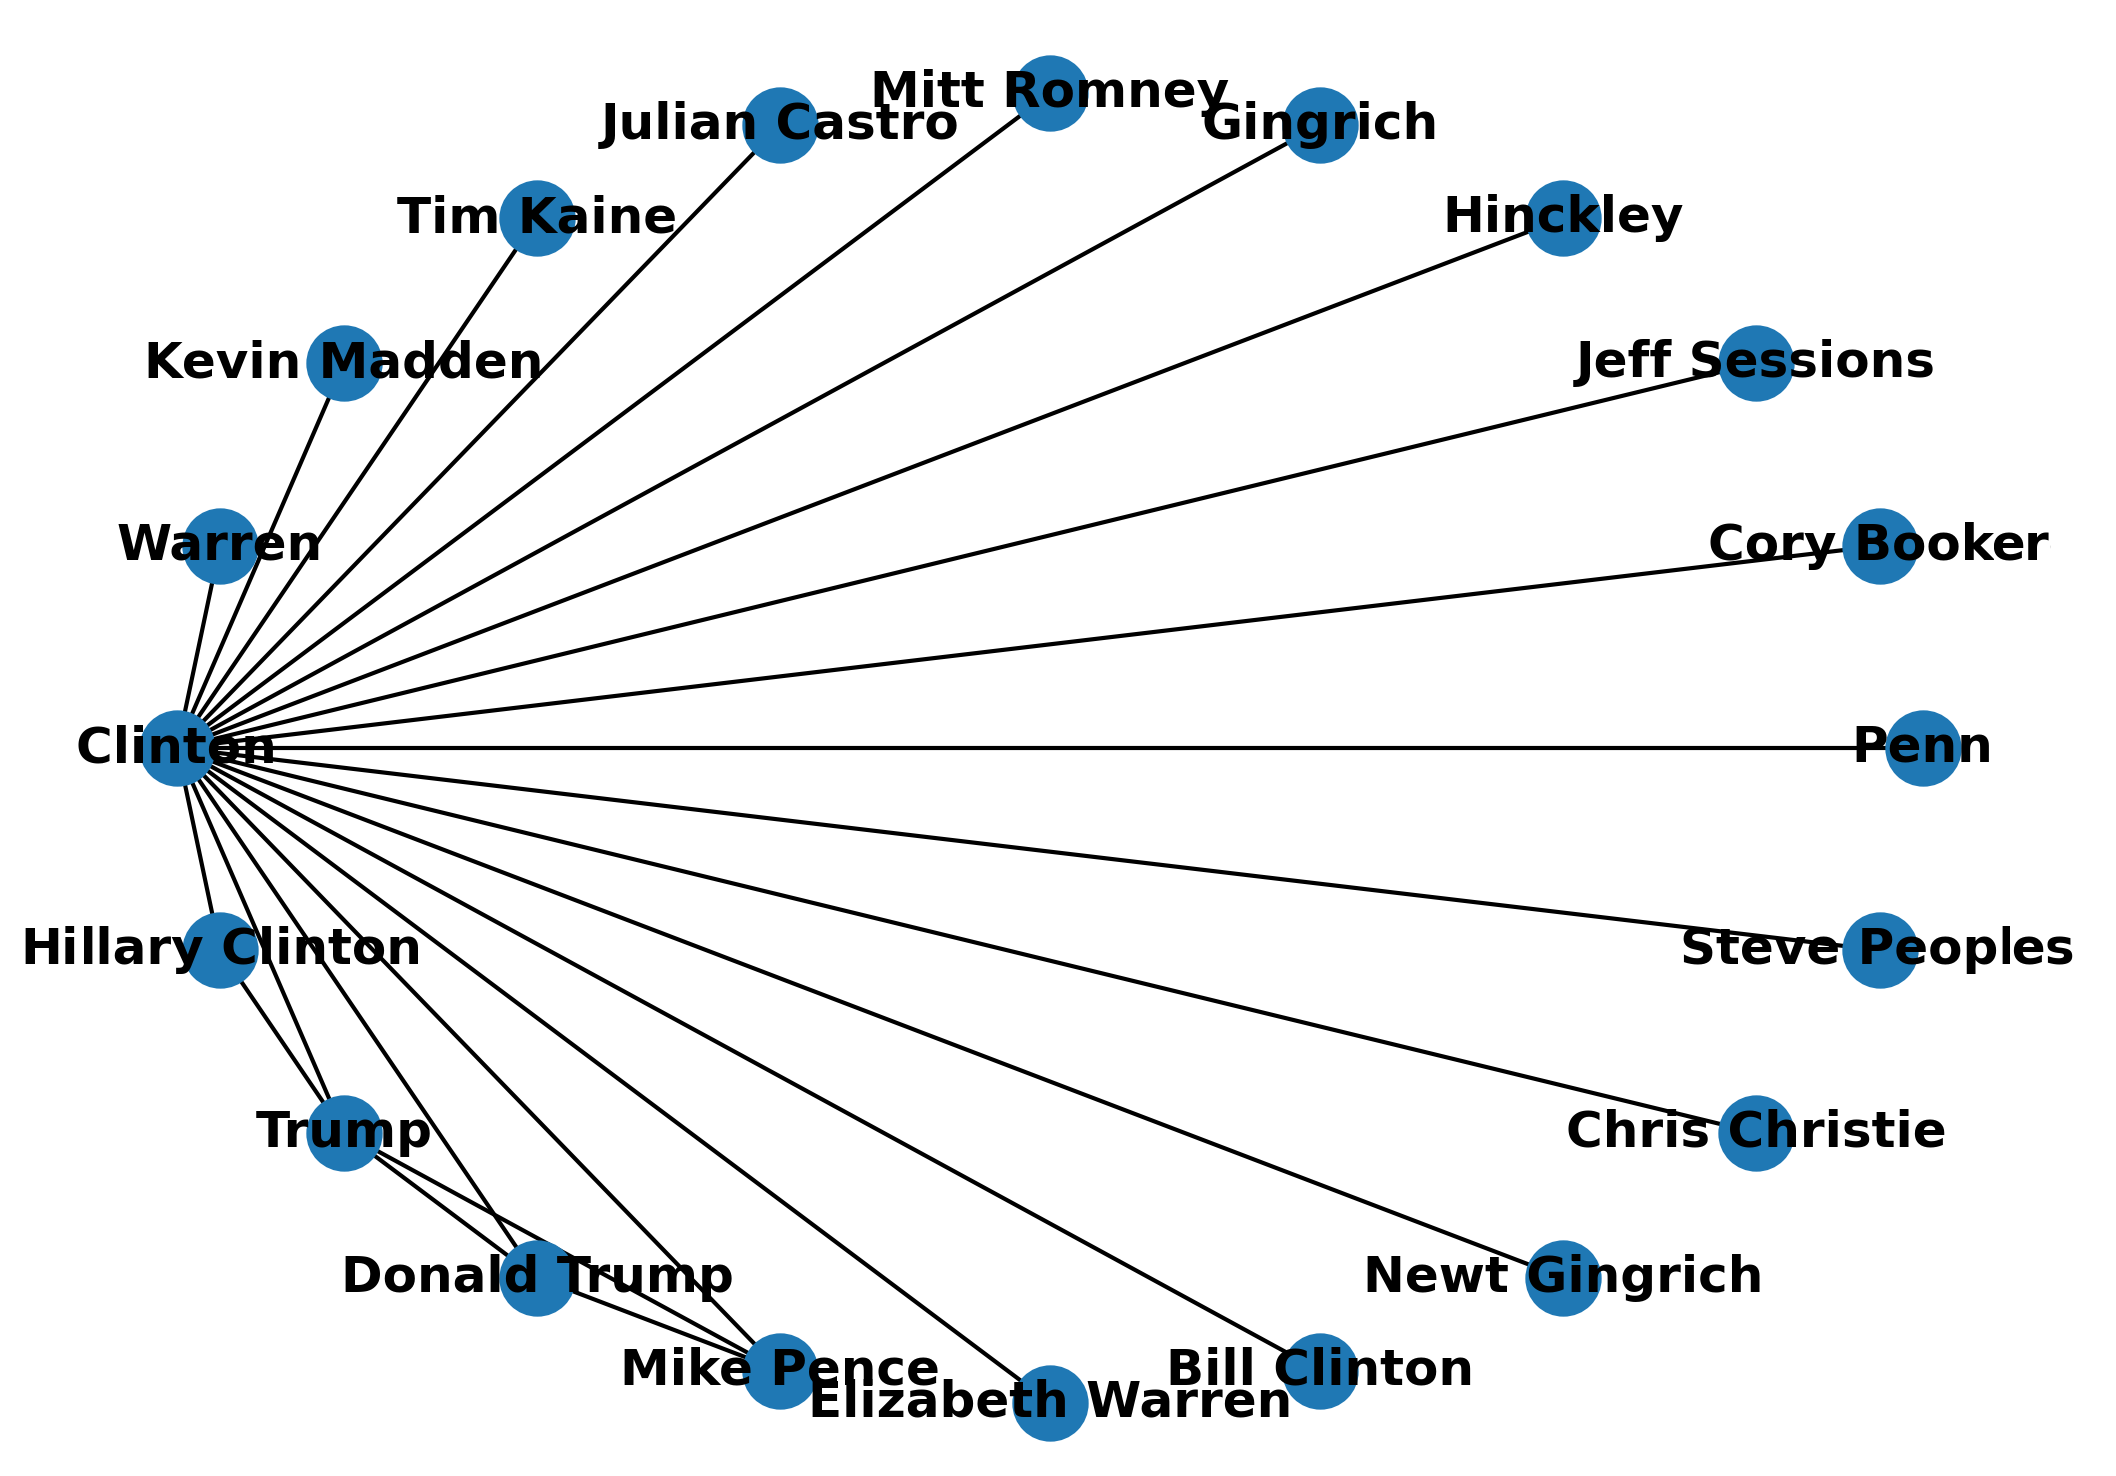 Mitt Romney
Julian Castro
Gingrich
Tim Kaine
Hinckley
Kevin Madden
Jeff Sessions
Warren
Cory Booker
Clinton
Penn
Hillary Clinton
Steve Peoples
Trump
Chris Christie
Donald Trump
Newt Gingrich
Mike Pence
Bill Clinton
Elizabeth Warren